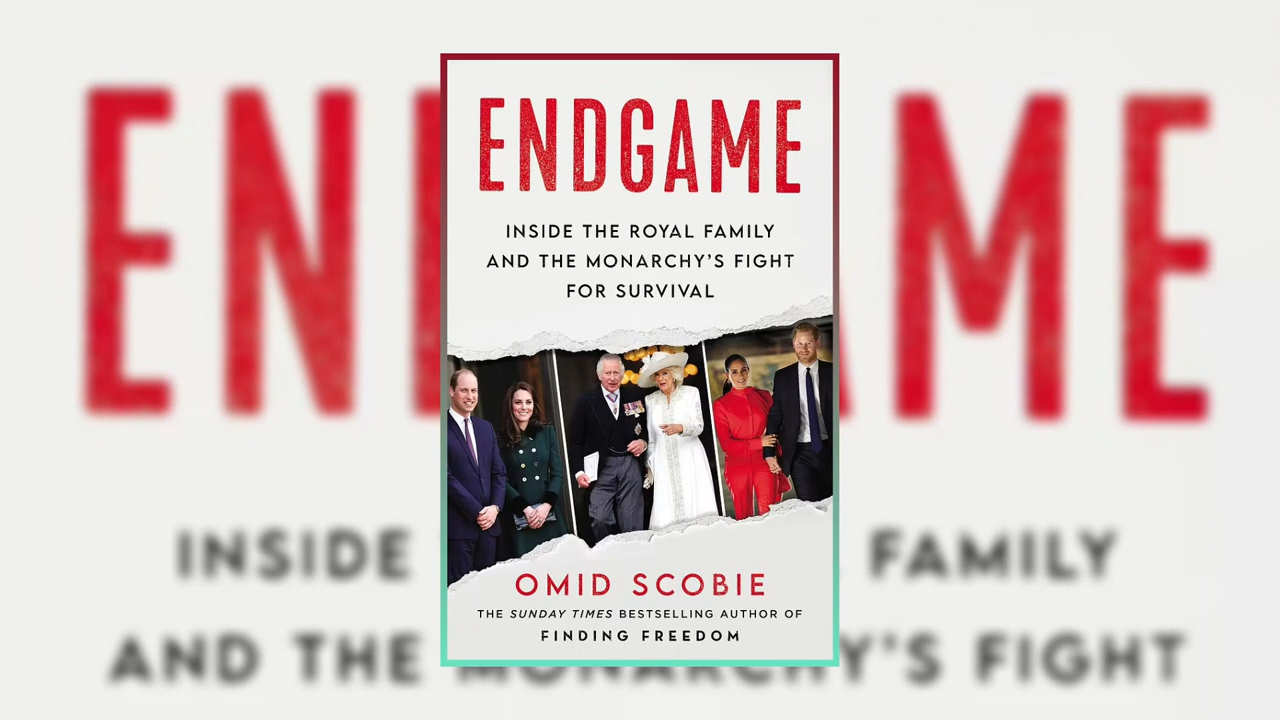 ENDGAME
INSIDE THE ROYAL FAMILY
AND THE MONARCHY'S FIGHT
FOR SURVIVAL
OMID SCOBIE
THE SUNDAY TIMES BESTSELLING AUTHOR OF
FINDING FREEDOM